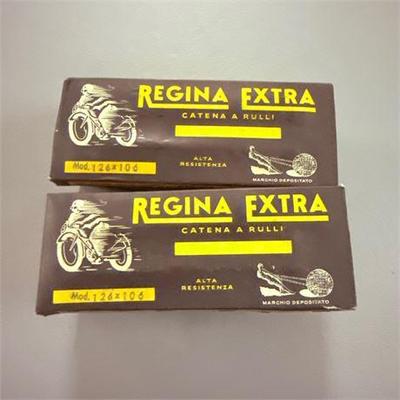 REGINA EXTRA
CATENA A RULLI
ALTA
RESISTENZA
Mod. 126x106
MARCHIO DEPOSITATO
REGINA EXTRA
CATENA A RULLI
ALTA
RESISTENZA
Mod. 126x106
MARCHIO DEPOSITATO